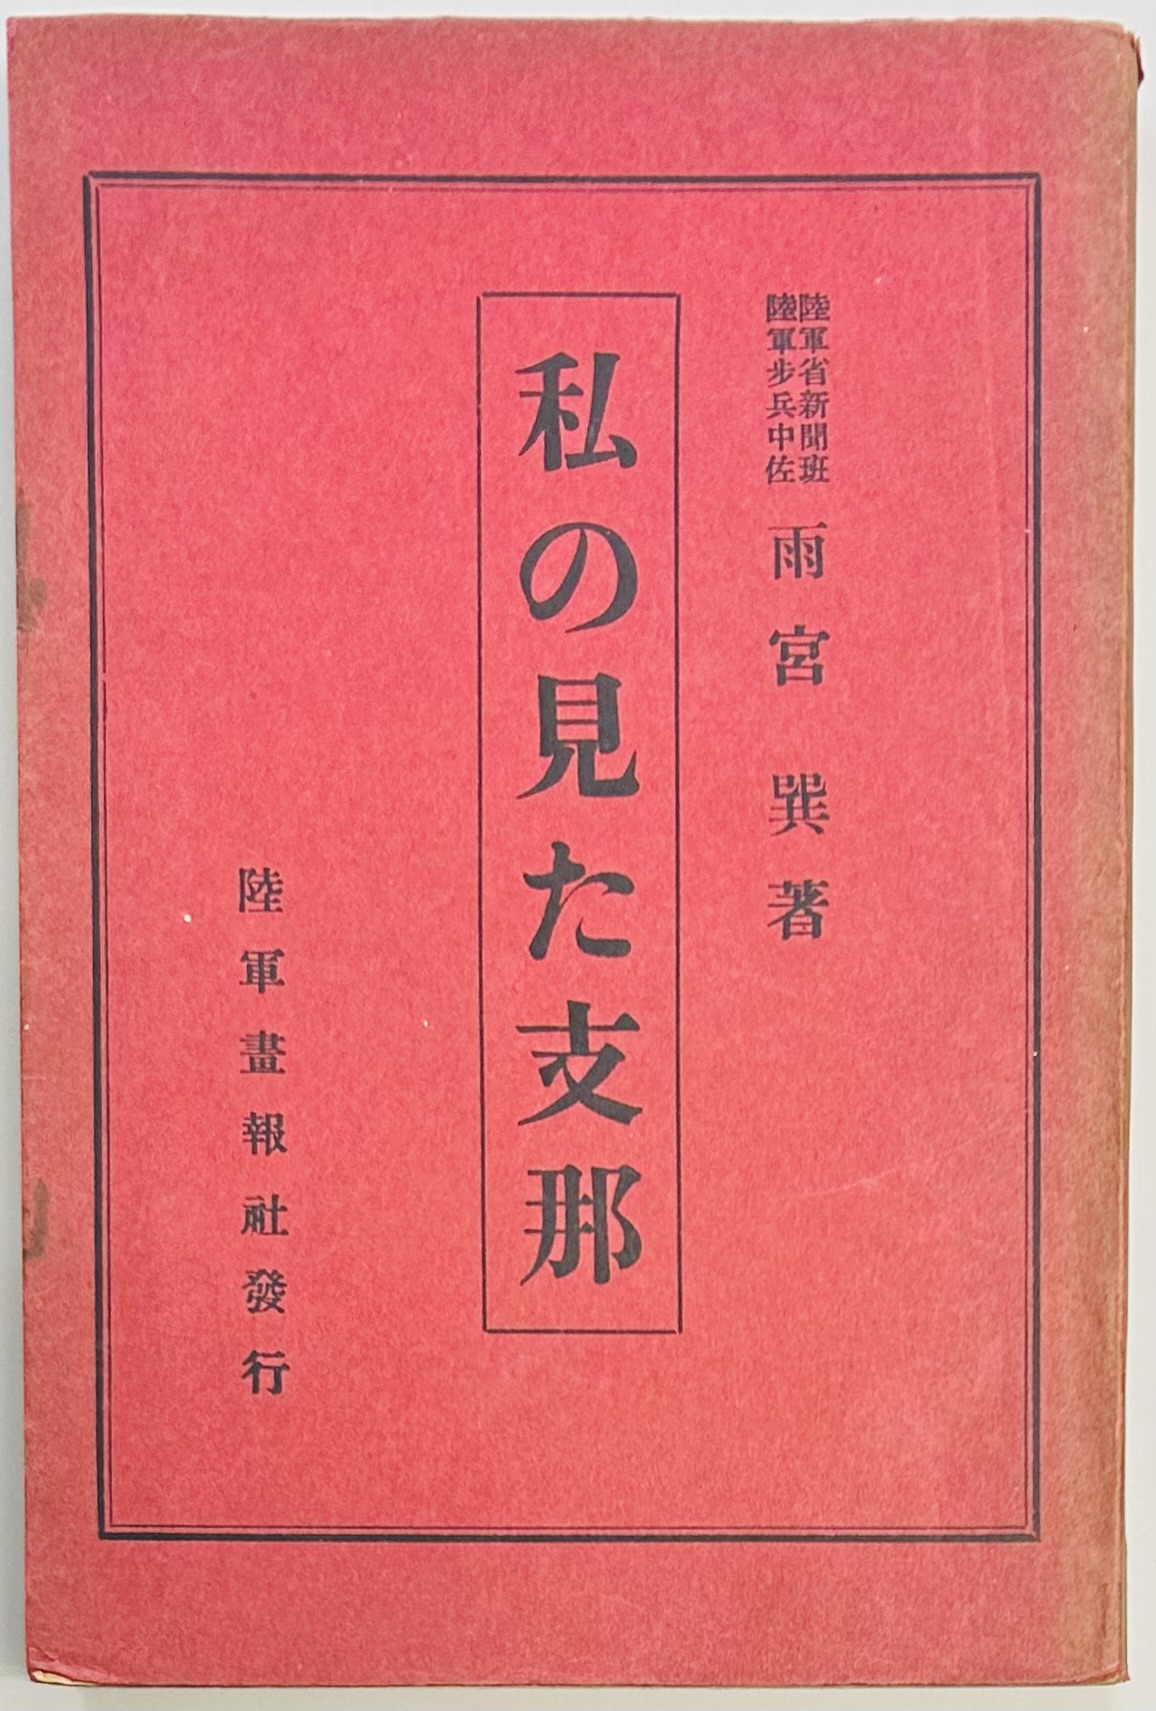 陸軍省新聞班
陸軍步兵中佐
雨宮巽著
私の見た支那
陸軍畫報社發行